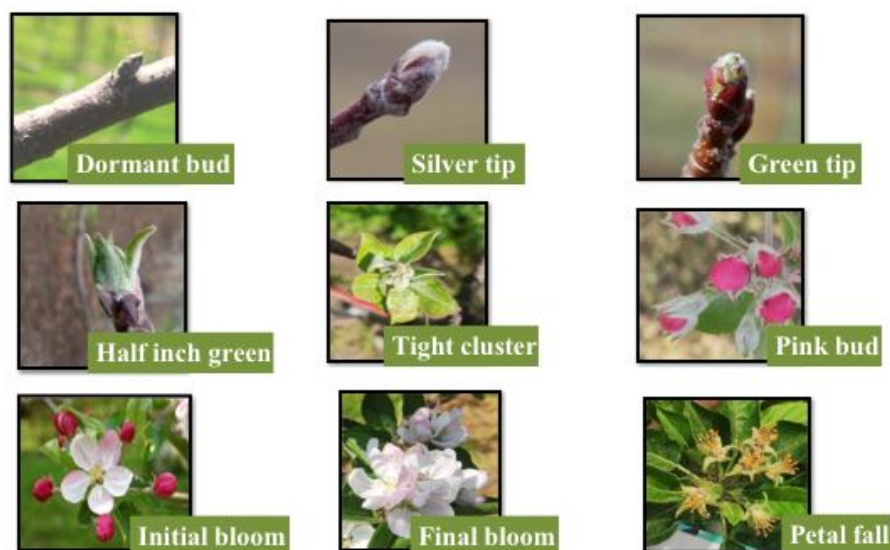 Dormant bud
Silver tip
Green tip
Half inch green
Tight cluster
Pink bud
Initial bloom
Final bloom
Petal fall